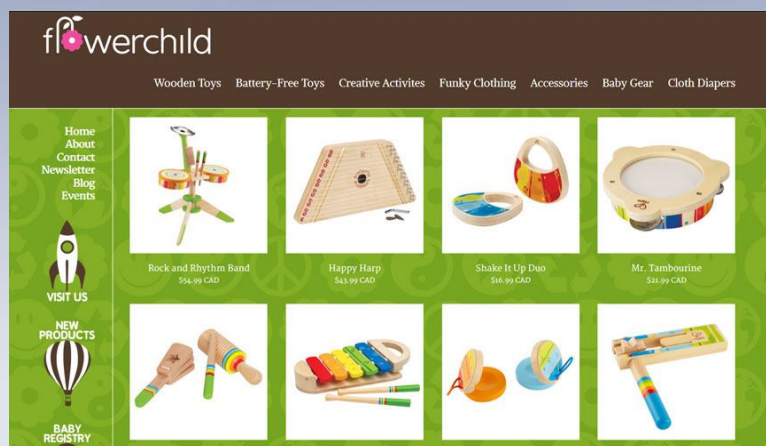 flowerchild
Wooden Toys Battery-Free Toys Creative Activites Funky Clothing Accessories Baby Gear Cloth Diapers
Home
About
Contact
Newsletter
Blog
Events
VISIT US
NEW
PRODUCTS
BABY
REGISTRY
Rock and Rhythm Band
$54.99 CAD
Happy Harp
$43.99 CAD
Shake It Up Duo
$16.99 CAD
Mr. Tambourine
$21.99 CAD